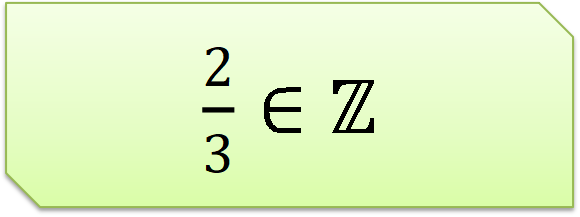 2/3 ∈ ℤ